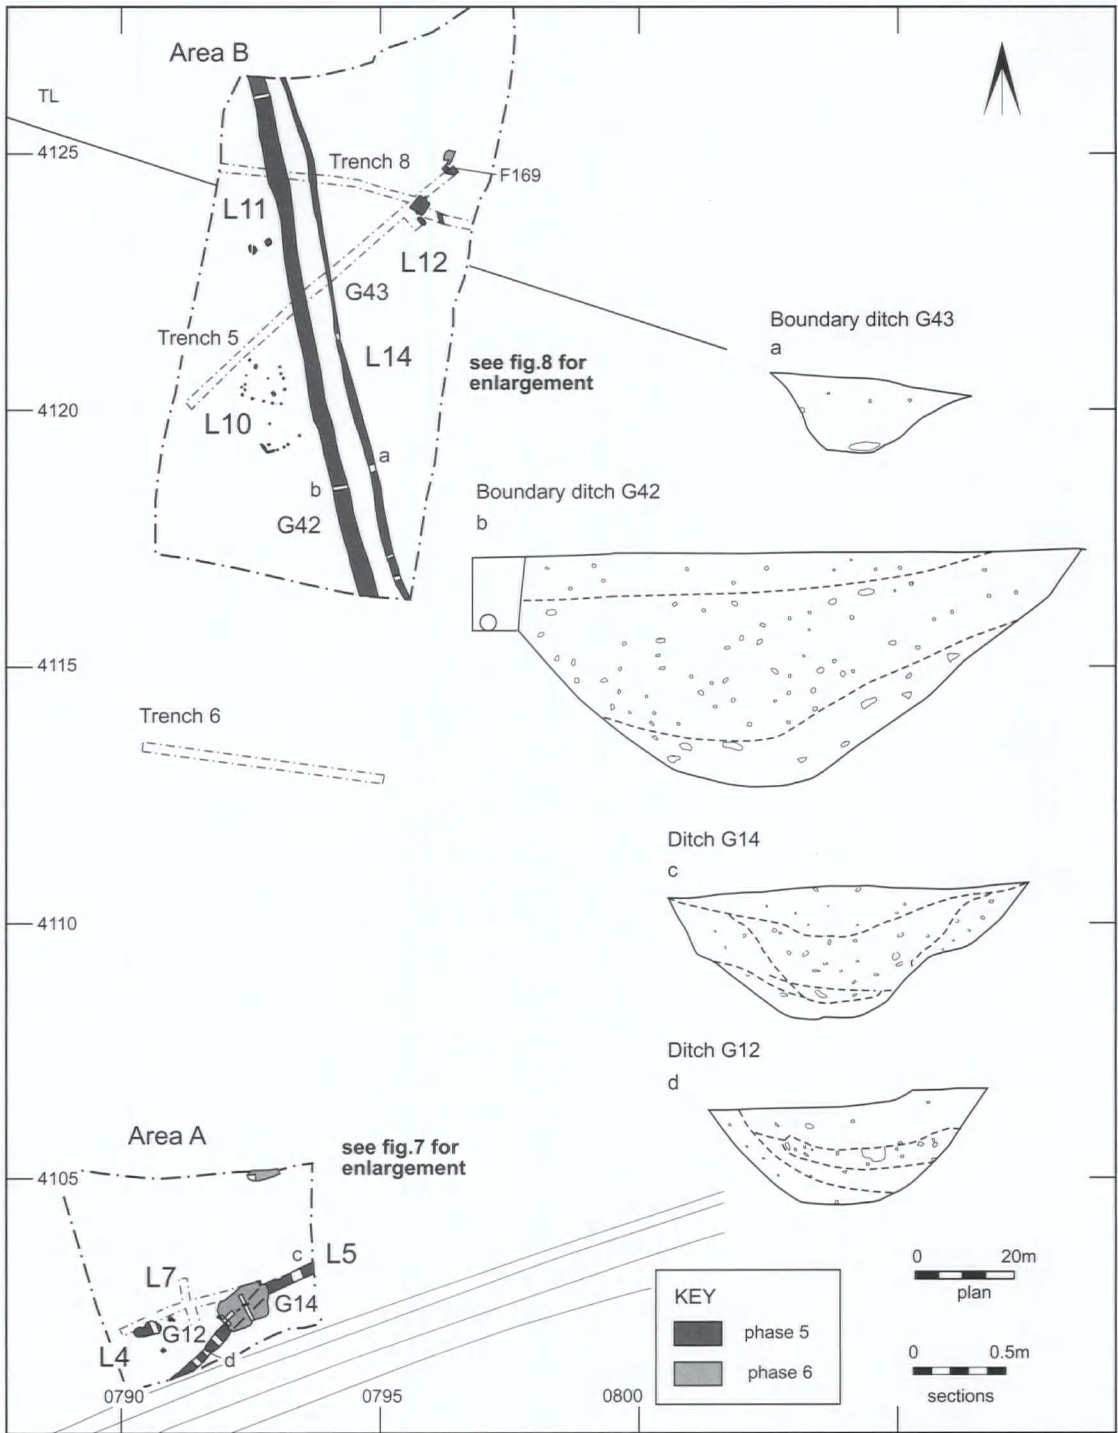 Area B
TL
4125
Trench 8
F169
L11
L12
G43
Boundary ditch G43
a
Trench 5
L14
see fig.8 for
enlargement
4120
L10
a
b
Boundary ditch G42
b
G42
4115
Trench 6
Ditch G14
c
4110
Ditch G12
d
Area A
see fig.7 for
enlargement
4105
c
L5
L7
G14
G12
L4
d
0 20m
plan
KEY
phase 5
phase 6
0 0.5m
sections
0790
0795
0800